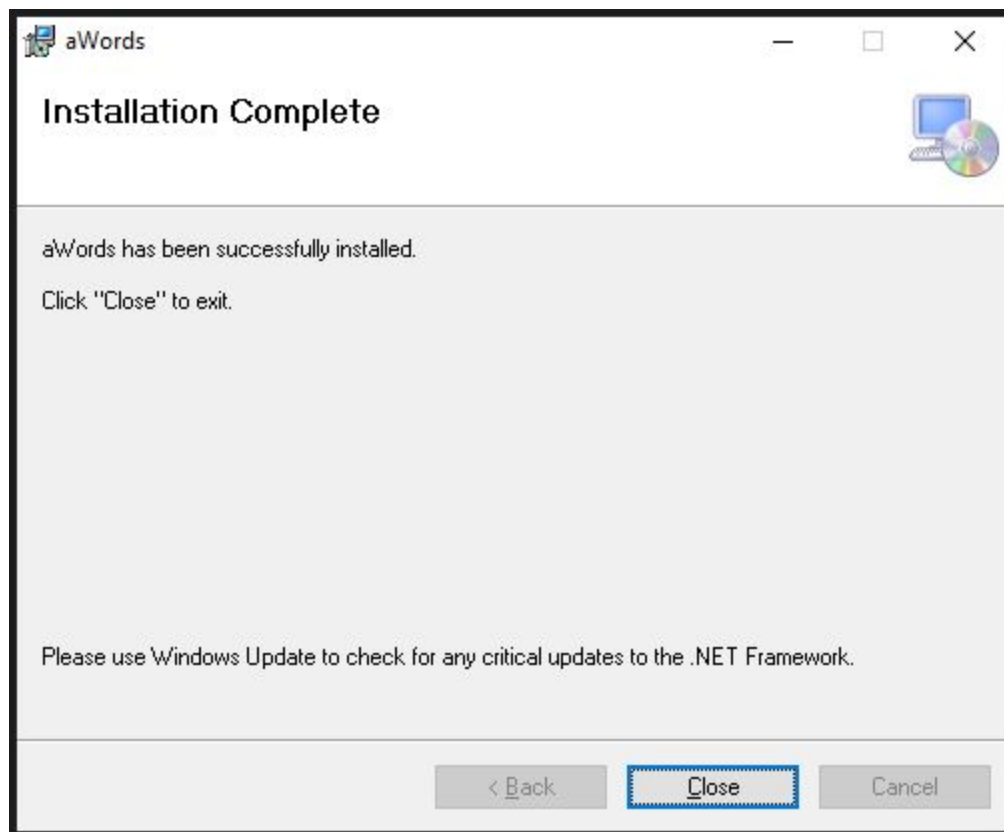 aWords
Installation Complete
aWords has been successfully installed.
Click "Close" to exit.
Please use Windows Update to check for any critical updates to the .NET Framework.
< Back
Close
Cancel